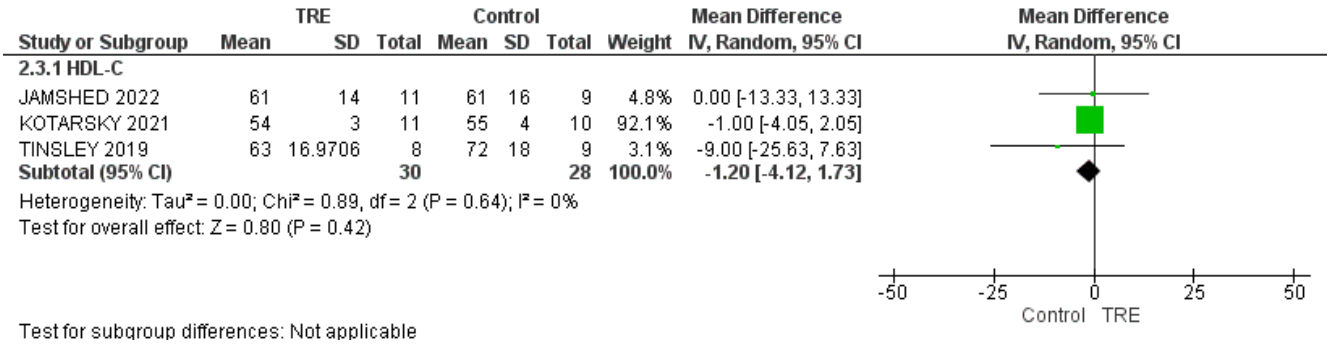 TRE Control Mean Difference Mean Difference
Study or Subgroup Mean SD Total Mean SD Total Weight IV, Random, 95% CI IV, Random, 95% CI
2.3.1 HDL-C
JAMSHED 2022 61 14 11 61 16 9 4.8% 0.00 [-13.33, 13.33]
KOTARSKY 2021 54 3 11 55 4 10 92.1% -1.00 [-4.05, 2.05]
TINSLEY 2019 63 16.9706 8 72 18 9 3.1% -9.00 [-25.63, 7.63]
Subtotal (95% CI) 30 28 100.0% -1.20 [-4.12, 1.73]
Heterogeneity: Tau² = 0.00; Chi² = 0.89, df = 2 (P = 0.64); I² = 0%
Test for overall effect: Z = 0.80 (P = 0.42)
-50 -25 0 25 50
Control TRE
Test for subgroup differences: Not applicable